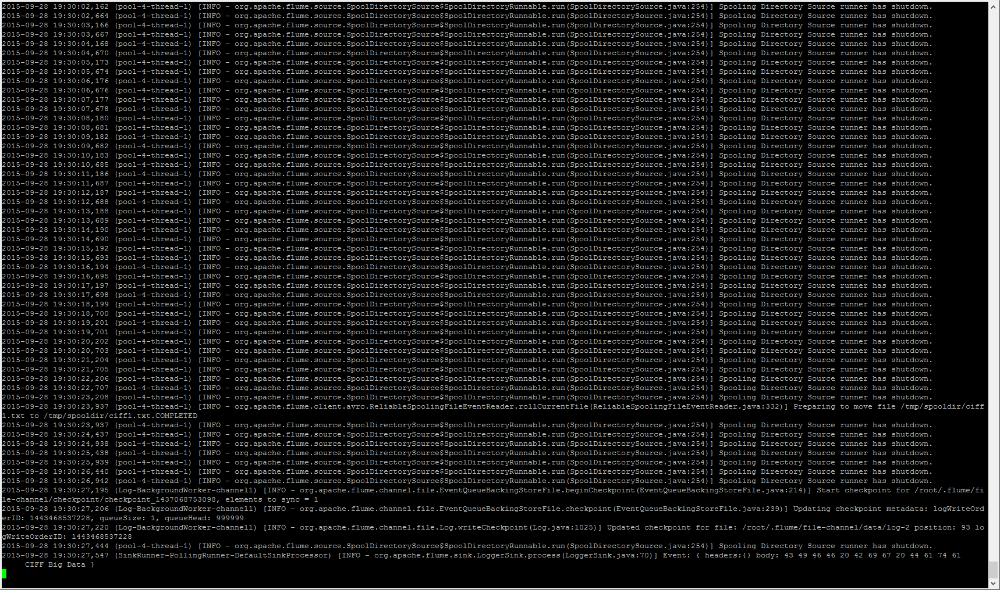 2015-09-28 19:30:02,162 (pool-4-thread-1) [INFO - org.apache.flume.source.SpoolDirectorySource$SpoolDirectoryRunnable.run(SpoolDirectorySource.java:254)] Spooling Directory Source runner has shutdown.
2015-09-28 19:30:02,664 (pool-4-thread-1) [INFO - org.apache.flume.source.SpoolDirectorySource$SpoolDirectoryRunnable.run(SpoolDirectorySource.java:254)] Spooling Directory Source runner has shutdown.
2015-09-28 19:30:03,166 (pool-4-thread-1) [INFO - org.apache.flume.source.SpoolDirectorySource$SpoolDirectoryRunnable.run(SpoolDirectorySource.java:254)] Spooling Directory Source runner has shutdown.
2015-09-28 19:30:03,667 (pool-4-thread-1) [INFO - org.apache.flume.source.SpoolDirectorySource$SpoolDirectoryRunnable.run(SpoolDirectorySource.java:254)] Spooling Directory Source runner has shutdown.
2015-09-28 19:30:04,168 (pool-4-thread-1) [INFO - org.apache.flume.source.SpoolDirectorySource$SpoolDirectoryRunnable.run(SpoolDirectorySource.java:254)] Spooling Directory Source runner has shutdown.
2015-09-28 19:30:04,670 (pool-4-thread-1) [INFO - org.apache.flume.source.SpoolDirectorySource$SpoolDirectoryRunnable.run(SpoolDirectorySource.java:254)] Spooling Directory Source runner has shutdown.
2015-09-28 19:30:05,173 (pool-4-thread-1) [INFO - org.apache.flume.source.SpoolDirectorySource$SpoolDirectoryRunnable.run(SpoolDirectorySource.java:254)] Spooling Directory Source runner has shutdown.
2015-09-28 19:30:05,674 (pool-4-thread-1) [INFO - org.apache.flume.source.SpoolDirectorySource$SpoolDirectoryRunnable.run(SpoolDirectorySource.java:254)] Spooling Directory Source runner has shutdown.
2015-09-28 19:30:06,176 (pool-4-thread-1) [INFO - org.apache.flume.source.SpoolDirectorySource$SpoolDirectoryRunnable.run(SpoolDirectorySource.java:254)] Spooling Directory Source runner has shutdown.
2015-09-28 19:30:06,676 (pool-4-thread-1) [INFO - org.apache.flume.source.SpoolDirectorySource$SpoolDirectoryRunnable.run(SpoolDirectorySource.java:254)] Spooling Directory Source runner has shutdown.
2015-09-28 19:30:07,177 (pool-4-thread-1) [INFO - org.apache.flume.source.SpoolDirectorySource$SpoolDirectoryRunnable.run(SpoolDirectorySource.java:254)] Spooling Directory Source runner has shutdown.
2015-09-28 19:30:07,678 (pool-4-thread-1) [INFO - org.apache.flume.source.SpoolDirectorySource$SpoolDirectoryRunnable.run(SpoolDirectorySource.java:254)] Spooling Directory Source runner has shutdown.
2015-09-28 19:30:08,180 (pool-4-thread-1) [INFO - org.apache.flume.source.SpoolDirectorySource$SpoolDirectoryRunnable.run(SpoolDirectorySource.java:254)] Spooling Directory Source runner has shutdown.
2015-09-28 19:30:08,681 (pool-4-thread-1) [INFO - org.apache.flume.source.SpoolDirectorySource$SpoolDirectoryRunnable.run(SpoolDirectorySource.java:254)] Spooling Directory Source runner has shutdown.
2015-09-28 19:30:09,182 (pool-4-thread-1) [INFO - org.apache.flume.source.SpoolDirectorySource$SpoolDirectoryRunnable.run(SpoolDirectorySource.java:254)] Spooling Directory Source runner has shutdown.
2015-09-28 19:30:09,682 (pool-4-thread-1) [INFO - org.apache.flume.source.SpoolDirectorySource$SpoolDirectoryRunnable.run(SpoolDirectorySource.java:254)] Spooling Directory Source runner has shutdown.
2015-09-28 19:30:10,183 (pool-4-thread-1) [INFO - org.apache.flume.source.SpoolDirectorySource$SpoolDirectoryRunnable.run(SpoolDirectorySource.java:254)] Spooling Directory Source runner has shutdown.
2015-09-28 19:30:10,685 (pool-4-thread-1) [INFO - org.apache.flume.source.SpoolDirectorySource$SpoolDirectoryRunnable.run(SpoolDirectorySource.java:254)] Spooling Directory Source runner has shutdown.
2015-09-28 19:30:11,186 (pool-4-thread-1) [INFO - org.apache.flume.source.SpoolDirectorySource$SpoolDirectoryRunnable.run(SpoolDirectorySource.java:254)] Spooling Directory Source runner has shutdown.
2015-09-28 19:30:11,687 (pool-4-thread-1) [INFO - org.apache.flume.source.SpoolDirectorySource$SpoolDirectoryRunnable.run(SpoolDirectorySource.java:254)] Spooling Directory Source runner has shutdown.
2015-09-28 19:30:12,187 (pool-4-thread-1) [INFO - org.apache.flume.source.SpoolDirectorySource$SpoolDirectoryRunnable.run(SpoolDirectorySource.java:254)] Spooling Directory Source runner has shutdown.
2015-09-28 19:30:12,688 (pool-4-thread-1) [INFO - org.apache.flume.source.SpoolDirectorySource$SpoolDirectoryRunnable.run(SpoolDirectorySource.java:254)] Spooling Directory Source runner has shutdown.
2015-09-28 19:30:13,188 (pool-4-thread-1) [INFO - org.apache.flume.source.SpoolDirectorySource$SpoolDirectoryRunnable.run(SpoolDirectorySource.java:254)] Spooling Directory Source runner has shutdown.
2015-09-28 19:30:13,689 (pool-4-thread-1) [INFO - org.apache.flume.source.SpoolDirectorySource$SpoolDirectoryRunnable.run(SpoolDirectorySource.java:254)] Spooling Directory Source runner has shutdown.
2015-09-28 19:30:14,190 (pool-4-thread-1) [INFO - org.apache.flume.source.SpoolDirectorySource$SpoolDirectoryRunnable.run(SpoolDirectorySource.java:254)] Spooling Directory Source runner has shutdown.
2015-09-28 19:30:14,690 (pool-4-thread-1) [INFO - org.apache.flume.source.SpoolDirectorySource$SpoolDirectoryRunnable.run(SpoolDirectorySource.java:254)] Spooling Directory Source runner has shutdown.
2015-09-28 19:30:15,192 (pool-4-thread-1) [INFO - org.apache.flume.source.SpoolDirectorySource$SpoolDirectoryRunnable.run(SpoolDirectorySource.java:254)] Spooling Directory Source runner has shutdown.
2015-09-28 19:30:15,693 (pool-4-thread-1) [INFO - org.apache.flume.source.SpoolDirectorySource$SpoolDirectoryRunnable.run(SpoolDirectorySource.java:254)] Spooling Directory Source runner has shutdown.
2015-09-28 19:30:16,194 (pool-4-thread-1) [INFO - org.apache.flume.source.SpoolDirectorySource$SpoolDirectoryRunnable.run(SpoolDirectorySource.java:254)] Spooling Directory Source runner has shutdown.
2015-09-28 19:30:16,695 (pool-4-thread-1) [INFO - org.apache.flume.source.SpoolDirectorySource$SpoolDirectoryRunnable.run(SpoolDirectorySource.java:254)] Spooling Directory Source runner has shutdown.
2015-09-28 19:30:17,197 (pool-4-thread-1) [INFO - org.apache.flume.source.SpoolDirectorySource$SpoolDirectoryRunnable.run(SpoolDirectorySource.java:254)] Spooling Directory Source runner has shutdown.
2015-09-28 19:30:17,698 (pool-4-thread-1) [INFO - org.apache.flume.source.SpoolDirectorySource$SpoolDirectoryRunnable.run(SpoolDirectorySource.java:254)] Spooling Directory Source runner has shutdown.
2015-09-28 19:30:18,199 (pool-4-thread-1) [INFO - org.apache.flume.source.SpoolDirectorySource$SpoolDirectoryRunnable.run(SpoolDirectorySource.java:254)] Spooling Directory Source runner has shutdown.
2015-09-28 19:30:18,700 (pool-4-thread-1) [INFO - org.apache.flume.source.SpoolDirectorySource$SpoolDirectoryRunnable.run(SpoolDirectorySource.java:254)] Spooling Directory Source runner has shutdown.
2015-09-28 19:30:19,201 (pool-4-thread-1) [INFO - org.apache.flume.source.SpoolDirectorySource$SpoolDirectoryRunnable.run(SpoolDirectorySource.java:254)] Spooling Directory Source runner has shutdown.
2015-09-28 19:30:19,701 (pool-4-thread-1) [INFO - org.apache.flume.source.SpoolDirectorySource$SpoolDirectoryRunnable.run(SpoolDirectorySource.java:254)] Spooling Directory Source runner has shutdown.
2015-09-28 19:30:20,202 (pool-4-thread-1) [INFO - org.apache.flume.source.SpoolDirectorySource$SpoolDirectoryRunnable.run(SpoolDirectorySource.java:254)] Spooling Directory Source runner has shutdown.
2015-09-28 19:30:20,703 (pool-4-thread-1) [INFO - org.apache.flume.source.SpoolDirectorySource$SpoolDirectoryRunnable.run(SpoolDirectorySource.java:254)] Spooling Directory Source runner has shutdown.
2015-09-28 19:30:21,204 (pool-4-thread-1) [INFO - org.apache.flume.source.SpoolDirectorySource$SpoolDirectoryRunnable.run(SpoolDirectorySource.java:254)] Spooling Directory Source runner has shutdown.
2015-09-28 19:30:21,705 (pool-4-thread-1) [INFO - org.apache.flume.source.SpoolDirectorySource$SpoolDirectoryRunnable.run(SpoolDirectorySource.java:254)] Spooling Directory Source runner has shutdown.
2015-09-28 19:30:22,206 (pool-4-thread-1) [INFO - org.apache.flume.source.SpoolDirectorySource$SpoolDirectoryRunnable.run(SpoolDirectorySource.java:254)] Spooling Directory Source runner has shutdown.
2015-09-28 19:30:22,707 (pool-4-thread-1) [INFO - org.apache.flume.source.SpoolDirectorySource$SpoolDirectoryRunnable.run(SpoolDirectorySource.java:254)] Spooling Directory Source runner has shutdown.
2015-09-28 19:30:23,208 (pool-4-thread-1) [INFO - org.apache.flume.source.SpoolDirectorySource$SpoolDirectoryRunnable.run(SpoolDirectorySource.java:254)] Spooling Directory Source runner has shutdown.
2015-09-28 19:30:23,937 (pool-4-thread-1) [INFO - org.apache.flume.client.avro.ReliableSpoolingFileEventReader.rollCurrentFile(ReliableSpoolingFileEventReader.java:332)] Preparing to move file /tmp/spooldir/ciff
1.txt to /tmp/spooldir/ciff1.txt.COMPLETED
2015-09-28 19:30:23,937 (pool-4-thread-1) [INFO - org.apache.flume.source.SpoolDirectorySource$SpoolDirectoryRunnable.run(SpoolDirectorySource.java:254)] Spooling Directory Source runner has shutdown.
2015-09-28 19:30:24,437 (pool-4-thread-1) [INFO - org.apache.flume.source.SpoolDirectorySource$SpoolDirectoryRunnable.run(SpoolDirectorySource.java:254)] Spooling Directory Source runner has shutdown.
2015-09-28 19:30:24,938 (pool-4-thread-1) [INFO - org.apache.flume.source.SpoolDirectorySource$SpoolDirectoryRunnable.run(SpoolDirectorySource.java:254)] Spooling Directory Source runner has shutdown.
2015-09-28 19:30:25,438 (pool-4-thread-1) [INFO - org.apache.flume.source.SpoolDirectorySource$SpoolDirectoryRunnable.run(SpoolDirectorySource.java:254)] Spooling Directory Source runner has shutdown.
2015-09-28 19:30:25,939 (pool-4-thread-1) [INFO - org.apache.flume.source.SpoolDirectorySource$SpoolDirectoryRunnable.run(SpoolDirectorySource.java:254)] Spooling Directory Source runner has shutdown.
2015-09-28 19:30:26,440 (pool-4-thread-1) [INFO - org.apache.flume.source.SpoolDirectorySource$SpoolDirectoryRunnable.run(SpoolDirectorySource.java:254)] Spooling Directory Source runner has shutdown.
2015-09-28 19:30:26,942 (pool-4-thread-1) [INFO - org.apache.flume.source.SpoolDirectorySource$SpoolDirectoryRunnable.run(SpoolDirectorySource.java:254)] Spooling Directory Source runner has shutdown.
2015-09-28 19:30:27,195 (Log-BackgroundWorker-channel1) [INFO - org.apache.flume.channel.file.EventQueueBackingStoreFile.beginCheckpoint(EventQueueBackingStoreFile.java:214)] Start checkpoint for /root/.flume/fi
le-channel/checkpoint/checkpoint_1437068753098, elements to sync = 1
2015-09-28 19:30:27,206 (Log-BackgroundWorker-channel1) [INFO - org.apache.flume.channel.file.EventQueueBackingStoreFile.checkpoint(EventQueueBackingStoreFile.java:239)] Updating checkpoint metadata: logWriteOrd
erID: 1443468537228, queueSize: 1, queueHead: 999999
2015-09-28 19:30:27,220 (Log-BackgroundWorker-channel1) [INFO - org.apache.flume.channel.file.Log.writeCheckpoint(Log.java:1025)] Updated checkpoint for file: /root/.flume/file-channel/data/log-2 position: 93 lo
gWriteOrderID: 1443468537228
2015-09-28 19:30:27,444 (pool-4-thread-1) [INFO - org.apache.flume.source.SpoolDirectorySource$SpoolDirectoryRunnable.run(SpoolDirectorySource.java:254)] Spooling Directory Source runner has shutdown.
2015-09-28 19:30:27,547 (SinkRunner-PollingRunner-DefaultSinkProcessor) [INFO - org.apache.flume.sink.LoggerSink.process(LoggerSink.java:70)] Event: { headers:{} body: 43 49 46 46 20 42 69 67 20 44 61 74 61
CIFF Big Data }